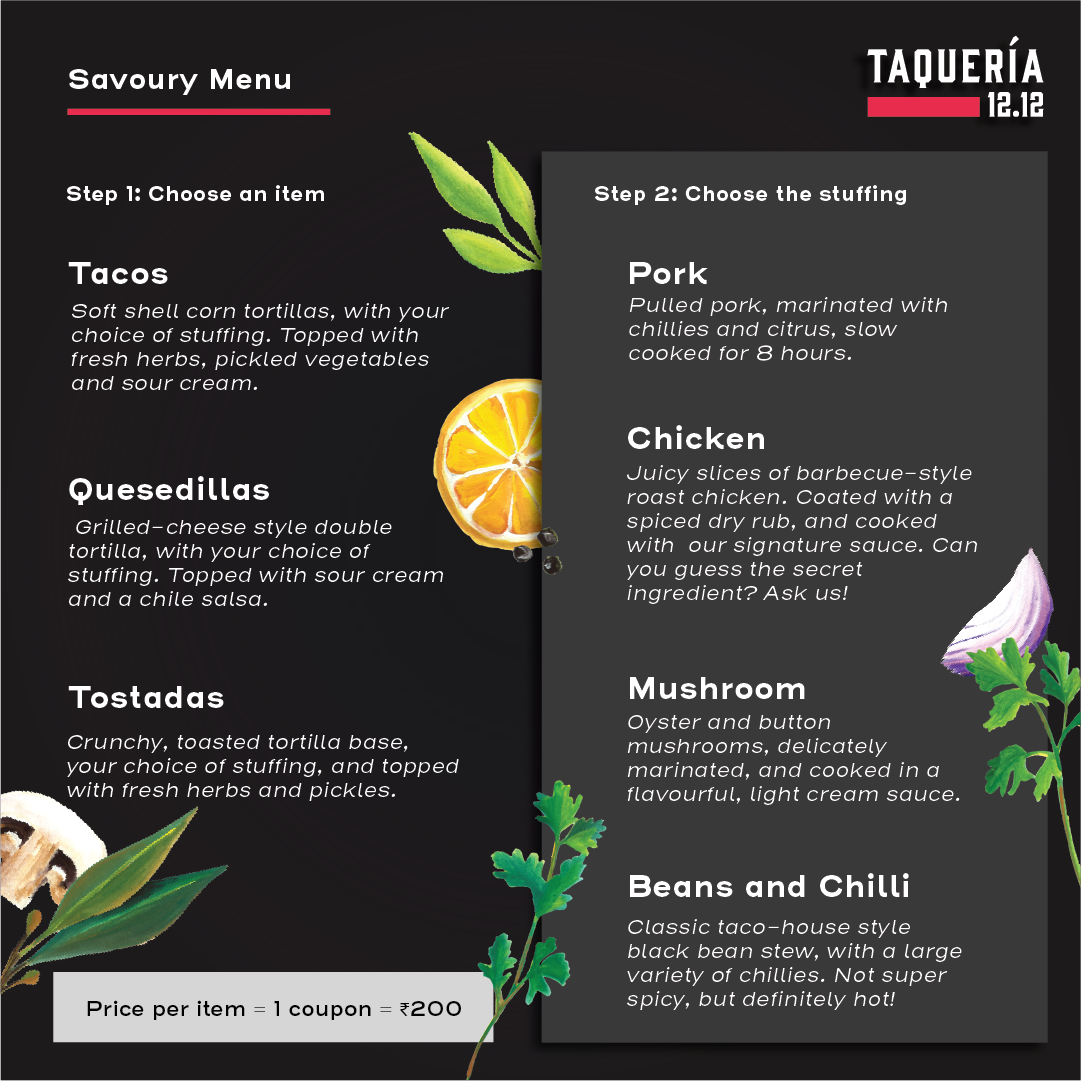 Savoury Menu
TAQUERÍA
12.12
Step 1: Choose an item
Tacos
Soft shell corn tortillas, with your
choice of stuffing. Topped with
fresh herbs, pickled vegetables
and sour cream.
Quesedillas
Grilled-cheese style double
tortilla, with your choice of
stuffing. Topped with sour cream
and a chile salsa.
Tostadas
Crunchy, toasted tortilla base,
your choice of stuffing, and topped
with fresh herbs and pickles.
Price per item = 1 coupon = ₹200
Step 2: Choose the stuffing
Pork
Pulled pork, marinated with
chillies and citrus, slow
cooked for 8 hours.
Chicken
Juicy slices of barbecue-style
roast chicken. Coated with a
spiced dry rub, and cooked
with our signature sauce. Can
you guess the secret
ingredient? Ask us!
Mushroom
Oyster and button
mushrooms, delicately
marinated, and cooked in a
flavourful, light cream sauce.
Beans and Chilli
Classic taco-house style
black bean stew, with a large
variety of chillies. Not super
spicy, but definitely hot!